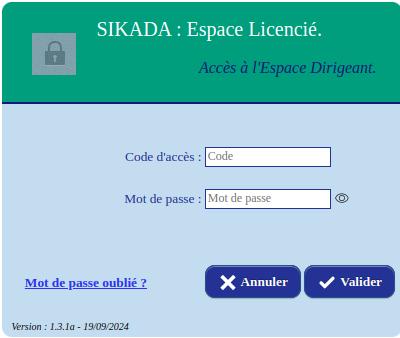 SIKADA : Espace Licencié.
Accès à l'Espace Dirigeant.
Code d'accès : Code
Mot de passe : Mot de passe
Mot de passe oublié ? Annuler Valider
Version : 1.3.1a - 19/09/2024